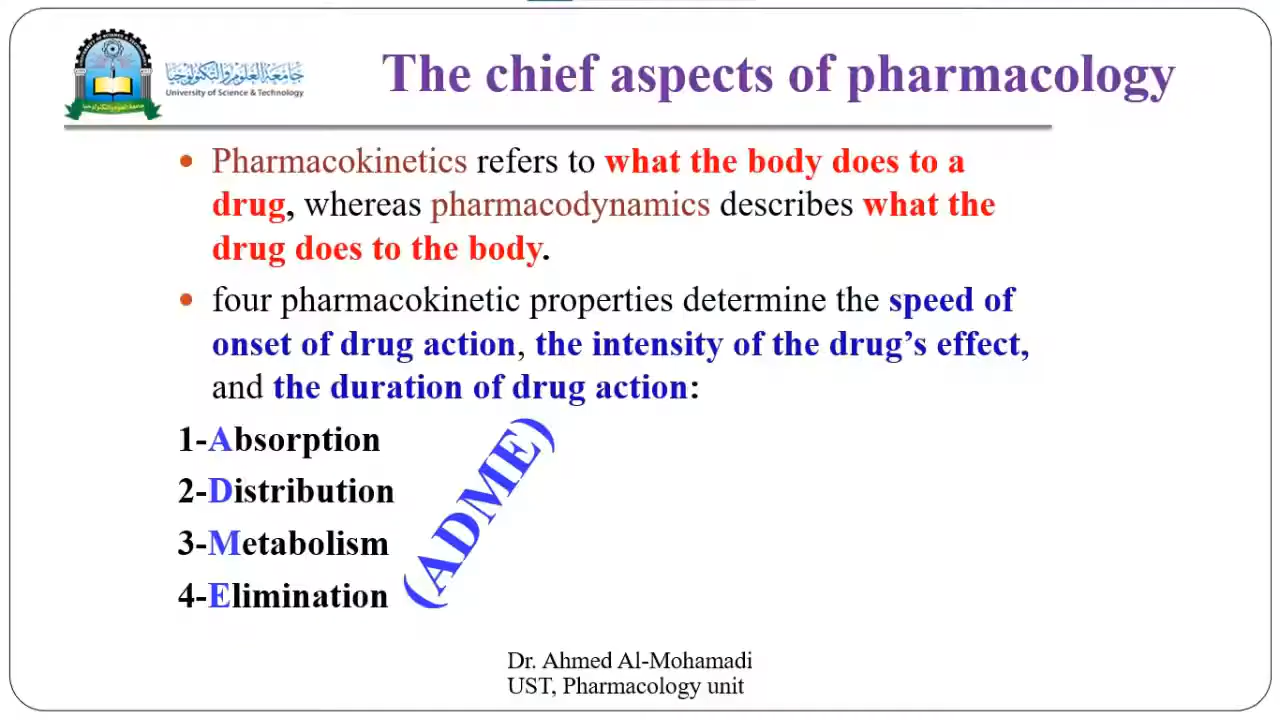 جامعة العلوم والتكنولوجيا
University of Science & Technology
The chief aspects of pharmacology
• Pharmacokinetics refers to what the body does to a
drug, whereas pharmacodynamics describes what the
drug does to the body.
• four pharmacokinetic properties determine the speed of
onset of drug action, the intensity of the drug’s effect,
and the duration of drug action:
1-Absorption
2-Distribution
3-Metabolism
4-Elimination
(ADME)
Dr. Ahmed Al-Mohamadi
UST, Pharmacology unit